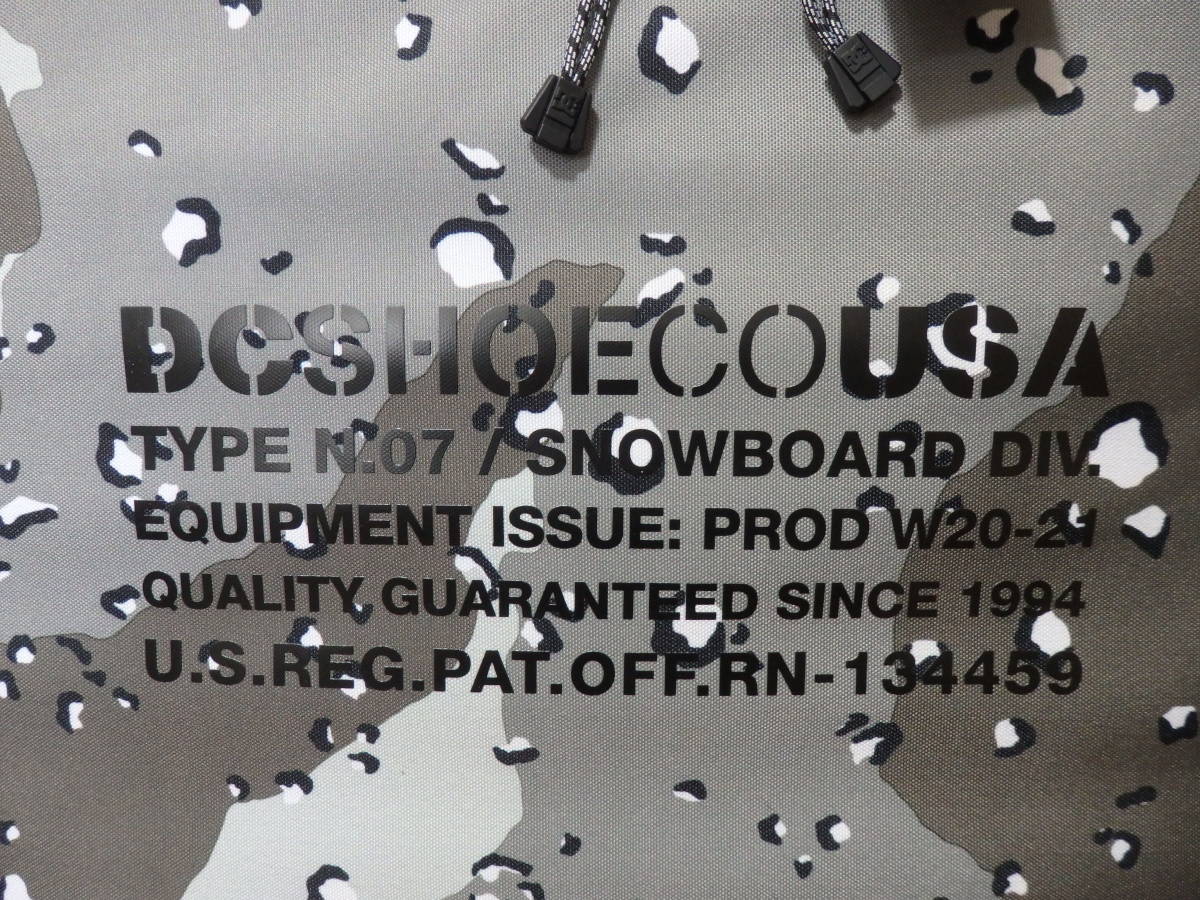 DCSHOECOUSA
TYPE N.07 / SNOWBOARD DIV.
EQUIPMENT ISSUE: PROD W20-21
QUALITY GUARANTEED SINCE 1994
U.S.REG.PAT.OFF.RN-134459